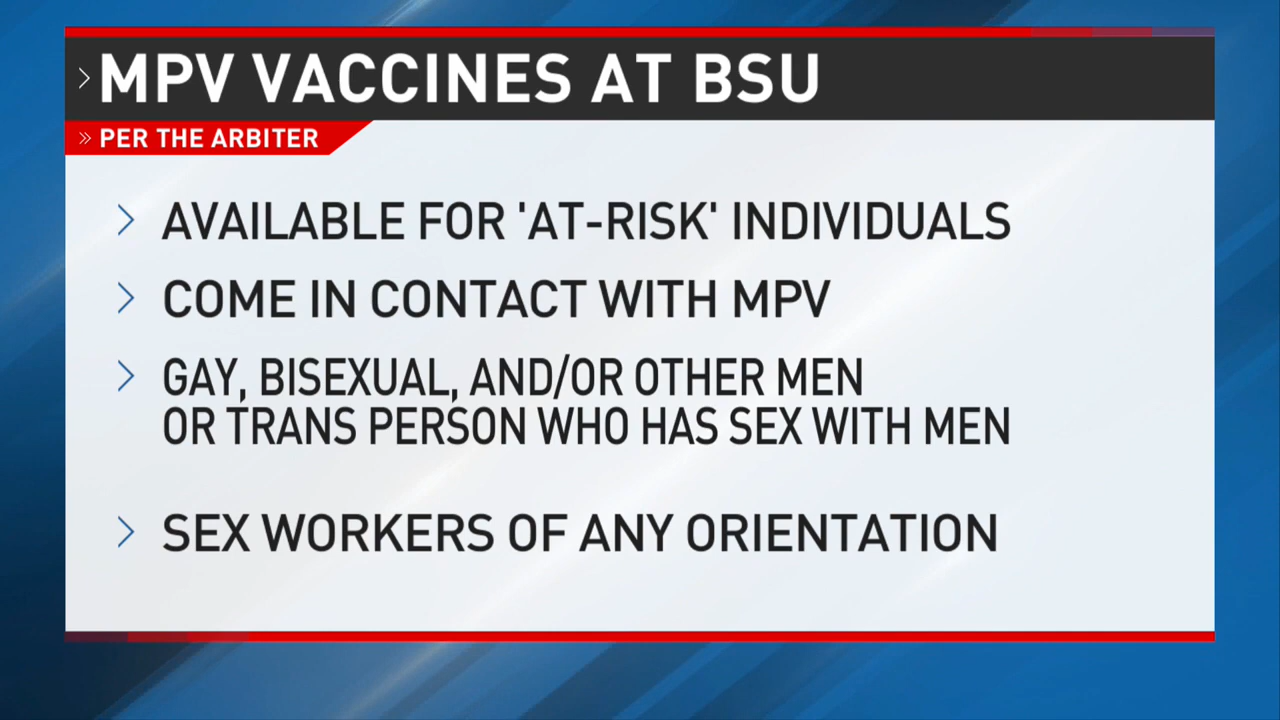 MPV VACCINES AT BSU
PER THE ARBITER
AVAILABLE FOR 'AT-RISK' INDIVIDUALS
COME IN CONTACT WITH MPV
GAY, BISEXUAL, AND/OR OTHER MEN
OR TRANS PERSON WHO HAS SEX WITH MEN
SEX WORKERS OF ANY ORIENTATION